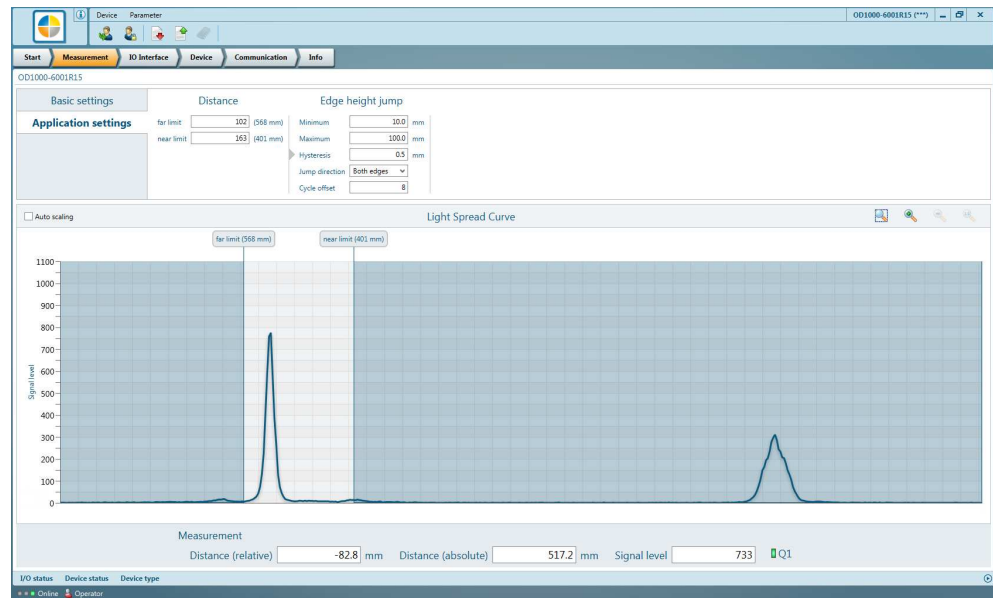 Device Parameter OD1000-6001R15 (***)
Start Measurement IO Interface Device Communication Info
OD1000-6001R15
Basic settings Distance Edge height jump
Application settings far limit 102 (568 mm) Minimum 10.0 mm
near limit 163 (401 mm) Maximum 100.0 mm
Hysteresis 0.5 mm
Jump direction Both edges
Cycle offset 8
Auto scaling Light Spread Curve
far limit (568 mm) near limit (401 mm)
1100
1000
900
800
700
600
500
400
300
200
100
0
Signal level
Measurement
Distance (relative) -82.8 mm Distance (absolute) 517.2 mm Signal level 733 Q1
I/O status Device status Device type
Online Operator